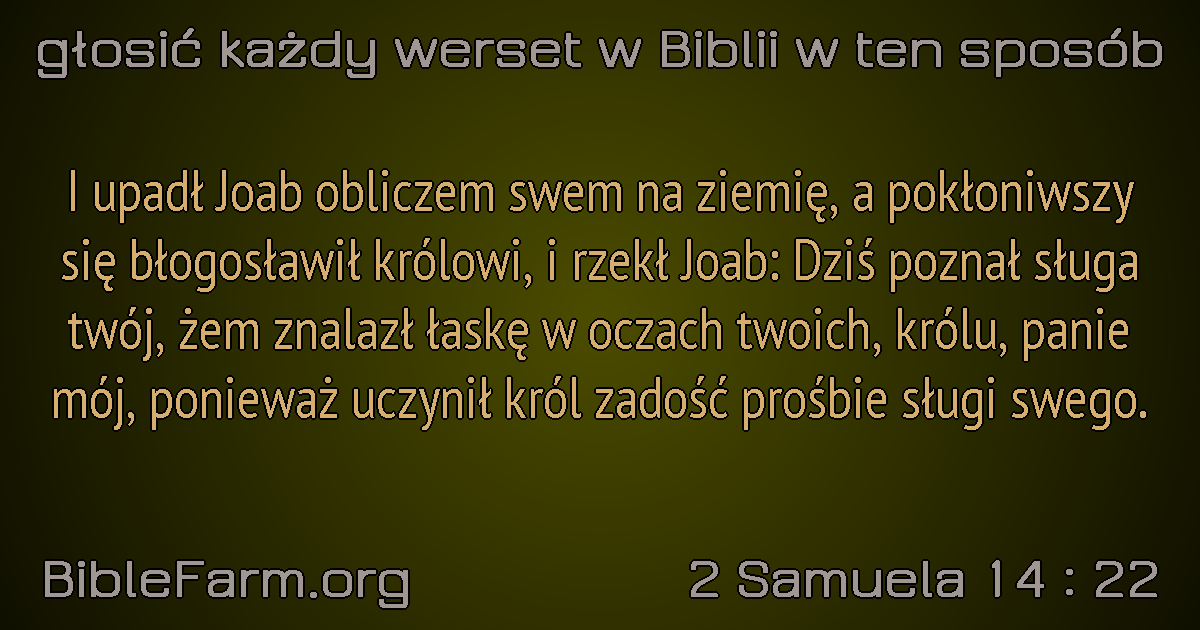 głosić każdy werset w Biblii w ten sposób
I upadł Joab obliczem swem na ziemię, a pokłoniwszy
się błogosławił królowi, i rzekł Joab: Dziś poznał sługa
twój, żem znalazł łaskę w oczach twoich, królu, panie
mój, ponieważ uczynił król zadość prośbie sługi swego.
BibleFarm.org
2 Samuela 14 : 22